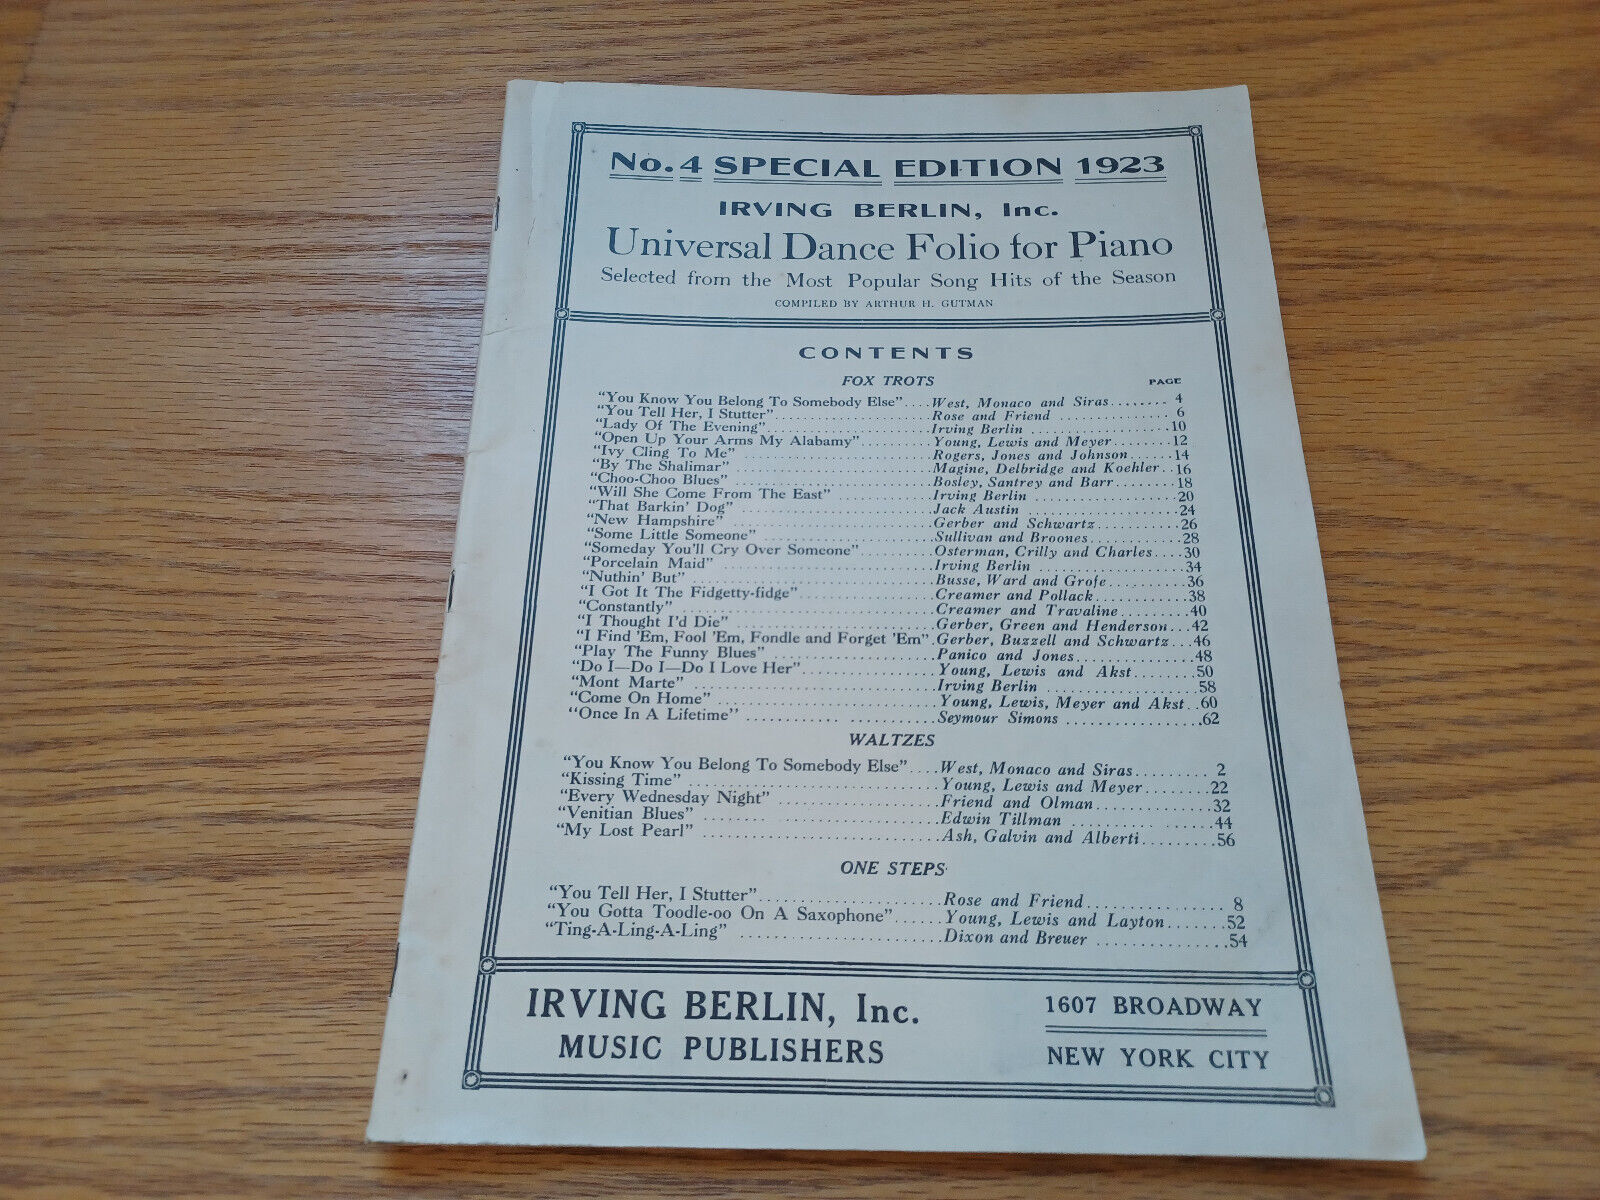 No. 4 SPECIAL EDITION 1923
IRVING BERLIN, Inc.
Universal Dance Folio for Piano
Selected from the Most Popular Song Hits of the Season
COMPILED BY ARTHUR H. GUTMAN
CONTENTS
FOX TROTS PAGE
"You Know You Belong To Somebody Else" .... West, Monaco and Siras ........ 4
"You Tell Her, I Stutter" .... Rose and Friend .... 6
"Lady Of The Evening" .... Irving Berlin .... 10
"Open Up Your Arms My Alabamy" .... Young, Lewis and Meyer .... 12
"Ivy Cling To Me" .... Rogers, Jones and Johnson .... 14
"By The Shalimar" .... Magine, Delbridge and Koehler .. 16
"Choo-Choo Blues" .... Bosley, Santrey and Barr .... 18
"Will She Come From The East" .... Irving Berlin .... 20
"That Barkin' Dog" .... Jack Austin .... 24
"New Hampshire" .... Gerber and Schwartz .... 26
"Some Little Someone" .... Sullivan and Broones .... 28
"Someday You'll Cry Over Someone" .... Osterman, Crilly and Charles .... 30
"Porcelain Maid" .... Irving Berlin .... 34
"Nuthin' But" .... Busse, Ward and Grofe .... 36
"I Got It The Fidgetty-fidge" .... Creamer and Pollack .... 38
"Constantly" .... Creamer and Travaline .... 40
"I Thought I'd Die" .... Gerber, Green and Henderson ... 42
"I Find 'Em, Fool 'Em, Fondle and Forget 'Em" . Gerber, Buzzell and Schwartz ... 46
"Play The Funny Blues" .... Panico and Jones .... 48
"Do I—Do I—Do I Love Her" .... Young, Lewis and Akst .... 50
"Mont Marte" .... Irving Berlin .... 58
"Come On Home" .... Young, Lewis, Meyer and Akst .. 60
"Once In A Lifetime" .... Seymour Simons .... 62
WALTZES
"You Know You Belong To Somebody Else" .... West, Monaco and Siras .... 2
"Kissing Time" .... Young, Lewis and Meyer .... 22
"Every Wednesday Night" .... Friend and Olman .... 32
"Venitian Blues" .... Edwin Tillman .... 44
"My Lost Pearl" .... Ash, Galvin and Alberti .... 56
ONE STEPS
"You Tell Her, I Stutter" .... Rose and Friend .... 8
"You Gotta Toodle-oo On A Saxophone" .... Young, Lewis and Layton .... 52
"Ting-A-Ling-A-Ling" .... Dixon and Breuer .... 54
IRVING BERLIN, Inc.
MUSIC PUBLISHERS
1607 BROADWAY
NEW YORK CITY